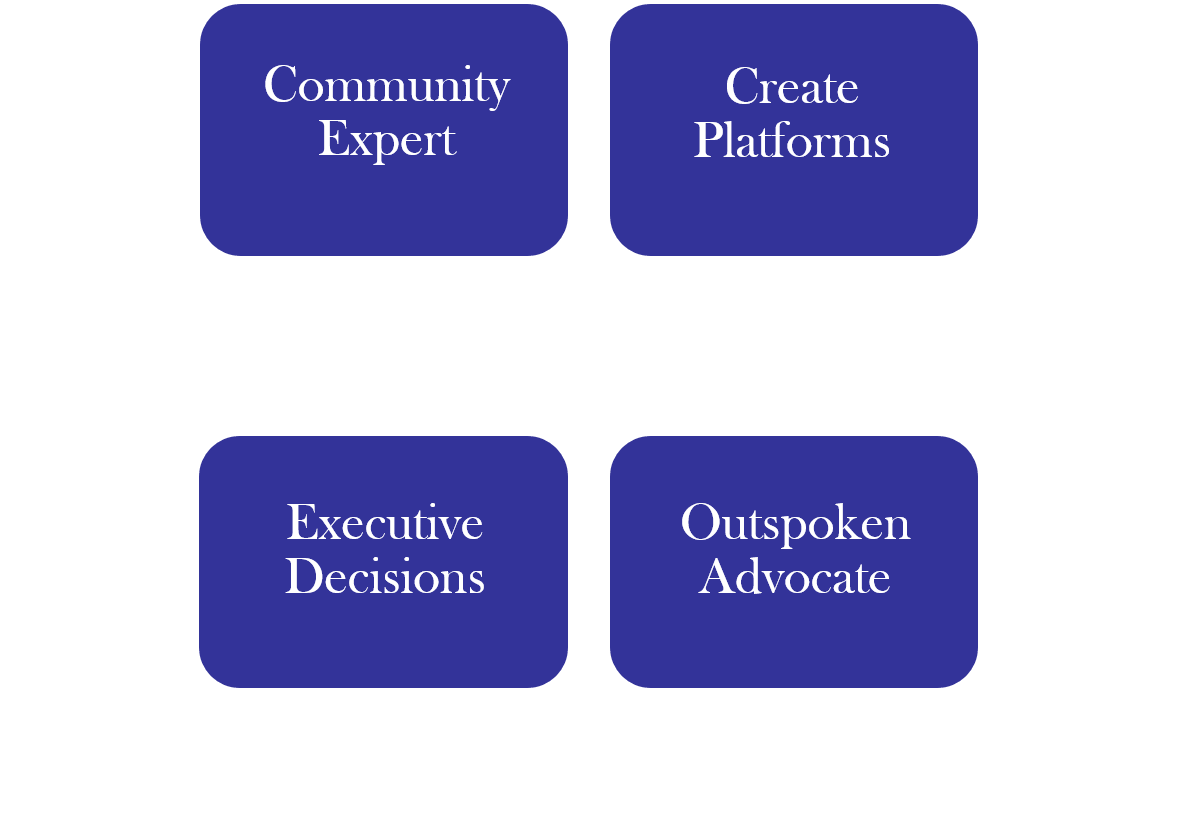 Community
Expert
Create
Platforms
Executive
Decisions
Outspoken
Advocate